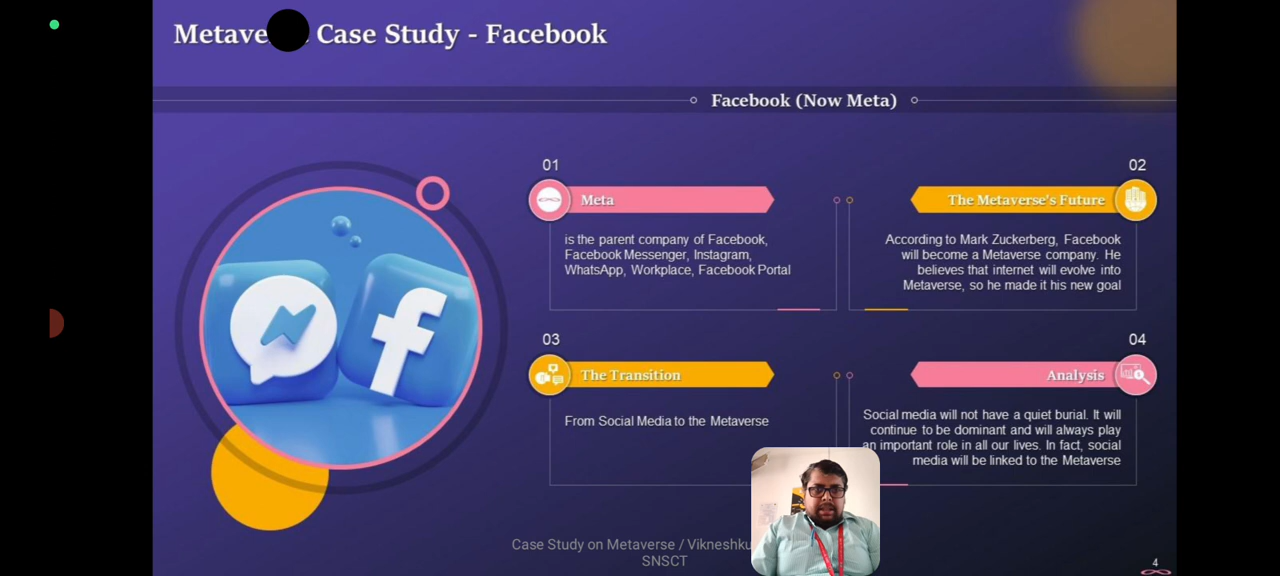 Metave Case Study - Facebook
Facebook (Now Meta)
01
Meta
is the parent company of Facebook,
Facebook Messenger, Instagram,
WhatsApp, Workplace, Facebook Portal
02
The Metaverse's Future
According to Mark Zuckerberg, Facebook
will become a Metaverse company. He
believes that internet will evolve into
Metaverse, so he made it his new goal
03
The Transition
From Social Media to the Metaverse
04
Analysis
Social media will not have a quiet burial. It will
continue to be dominant and will always play
an important role in all our lives. In fact, social
media will be linked to the Metaverse
Case Study on Metaverse /
SNSCT
4